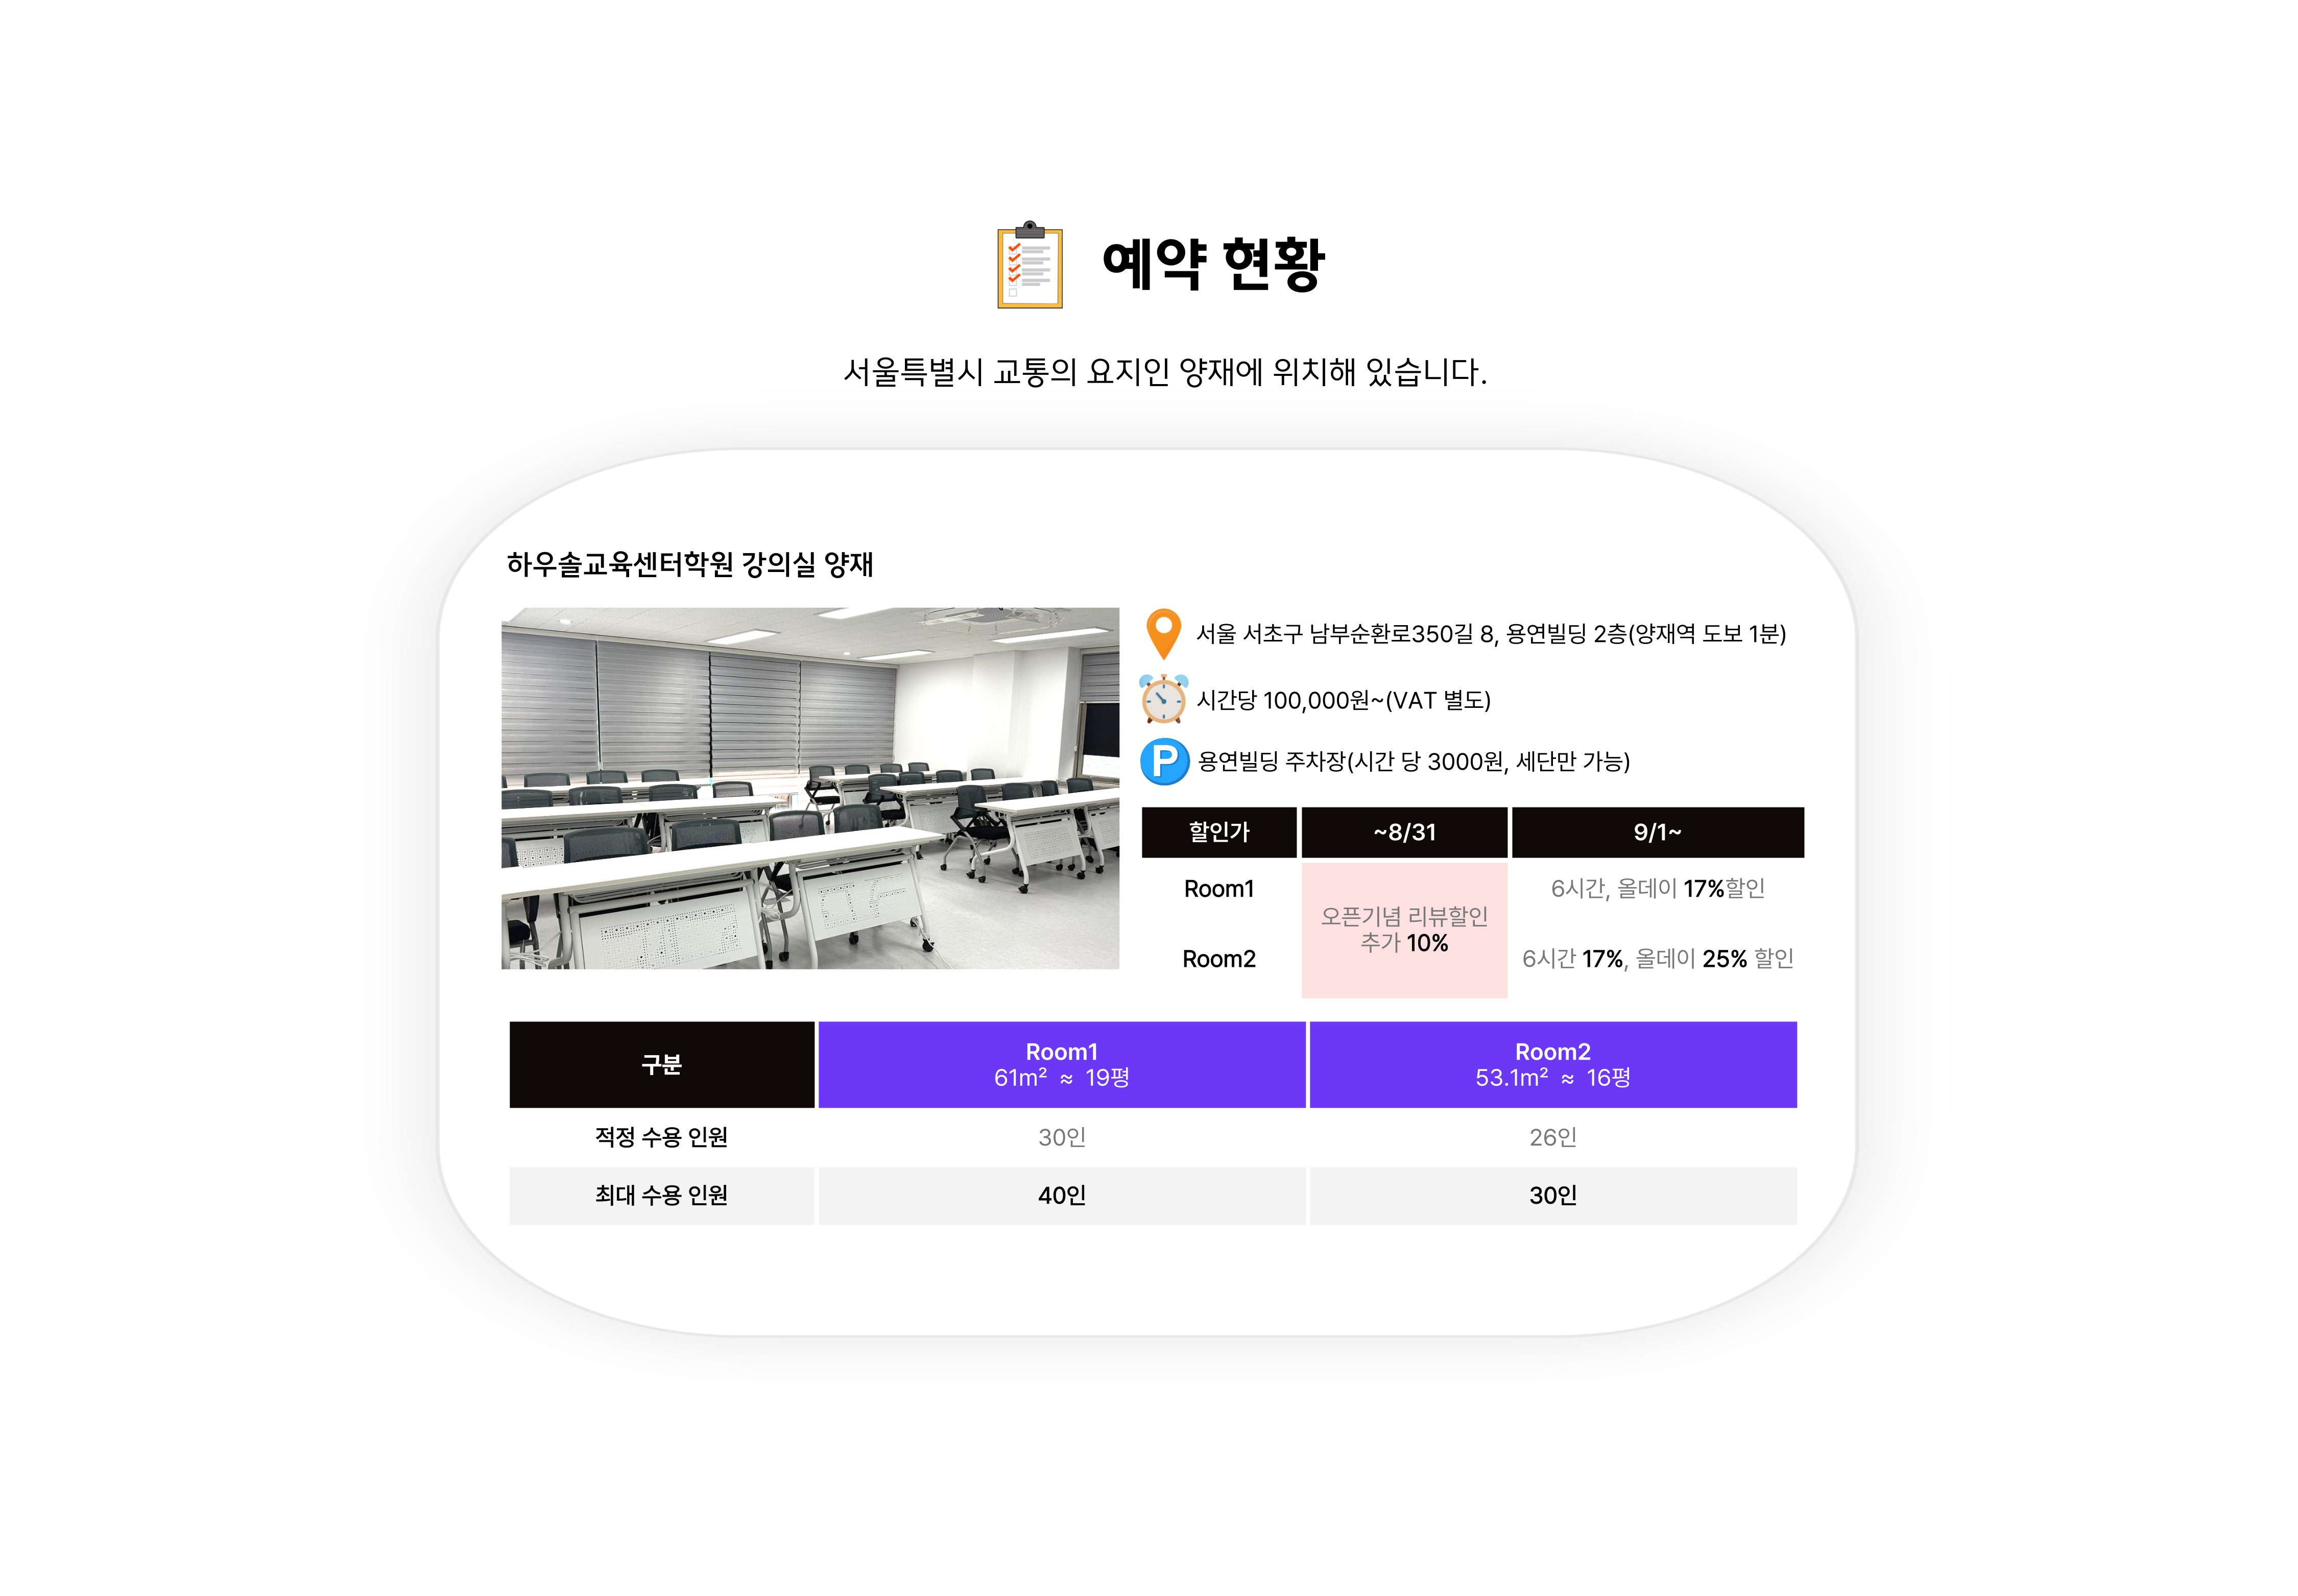 예약 현황
서울특별시 교통의 요지인 양재에 위치해 있습니다.
하우솔교육센터학원 강의실 양재
서울 서초구 남부순환로350길 8, 용연빌딩 2층(양재역 도보 1분)
시간당 100,000원~(VAT 별도)
P 용연빌딩 주차장(시간 당 3000원, 세단만 가능)
할인가 ~8/31 9/1~
Room1 6시간, 올데이 17%할인
오픈기념 리뷰할인
추가 10%
Room2 6시간 17%, 올데이 25% 할인
구분
Room1
61m² ≈ 19평
Room2
53.1m² ≈ 16평
적정 수용 인원 30인 26인
최대 수용 인원 40인 30인